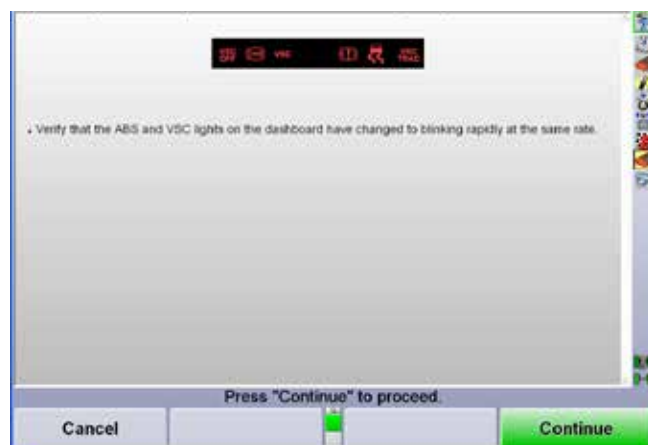 VSC
• Verify that the ABS and VSC lights on the dashboard have changed to blinking rapidly at the same rate.
Press "Continue" to proceed.
Cancel
Continue